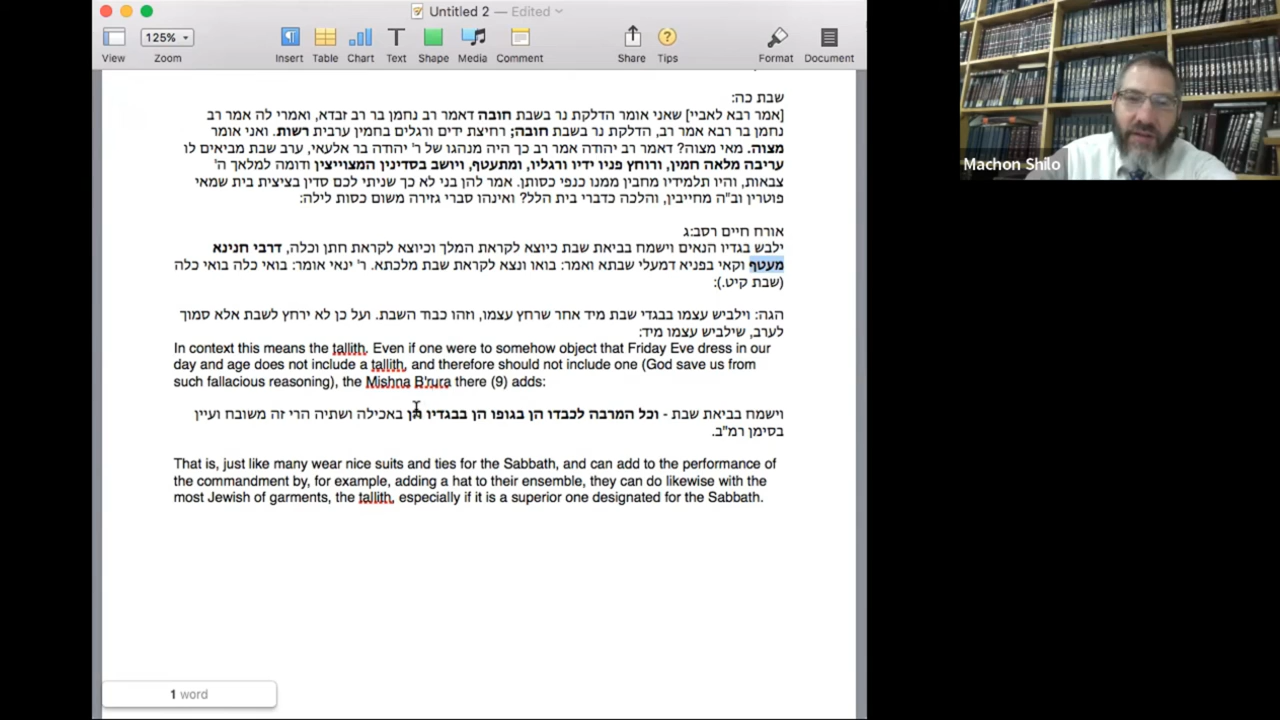 Untitled 2 — Edited
125%
View
Zoom
Insert
Table
Chart
Text
Shape
Media
Comment
Share
Tips
Format
Document
שבת כה:
[אמר רבא לאביי] שאני אומר הדלקת נר בשבת חובה דאמר רב נחמן בר רב זבדא, ואמרי לה אמר רב
נחמן בר רבא אמר רב, הדלקת נר בשבת חובה; רחיצת ידים ורגלים בחמין ערבית רשות. ואני אומר
מצוה. מאי מצוה? דאמר רב יהודה אמר רב כך היה מנהגו של ר' יהודה בר אלעאי, ערב שבת מביאים לו
עריבה מלאה חמין, ורוחץ פניו ידיו ורגליו, ומתעטף, ויושב בסדינין המצוייצין ודומה למלאך ה'
צבאות, והיו תלמידיו מחבין ממנו כנפי כסותן. אמר להן בני לא כך שניתי לכם סדין בציצית בית שמאי
פוטרין וב"ה מחייבין, והלכה כדברי בית הלל? ואינהו סברי גזירה משום כסות לילה:
אורח חיים רסב:ג
ילבש בגדיו הנאים וישמח בביאת שבת כיוצא לקראת המלך וכיוצא לקראת חתן וכלה, דרבי חנינא
מעטף וקאי בפניא דמעלי שבתא ואמר: בואו ונצא לקראת שבת מלכתא. ר' ינאי אומר: בואי כלה בואי כלה
(שבת קיט.):
הגה: וילביש עצמו בבגדי שבת מיד אחר שרחץ עצמו, וזהו כבוד השבת. ועל כן לא ירחץ לשבת אלא סמוך
לערב, שילביש עצמו מיד:
In context this means the tallith. Even if one were to somehow object that Friday Eve dress in our
day and age does not include a tallith, and therefore should not include one (God save us from
such fallacious reasoning), the Mishna B'rura there (9) adds:
וישמח בביאת שבת - וכל המרבה לכבדו הן בגופו הן בבגדיו הן באכילה ושתיה הרי זה משובח ועיין
בסימן רמ"ב.
That is, just like many wear nice suits and ties for the Sabbath, and can add to the performance of
the commandment by, for example, adding a hat to their ensemble, they can do likewise with the
most Jewish of garments, the tallith, especially if it is a superior one designated for the Sabbath.
1 word
Machon Shilo